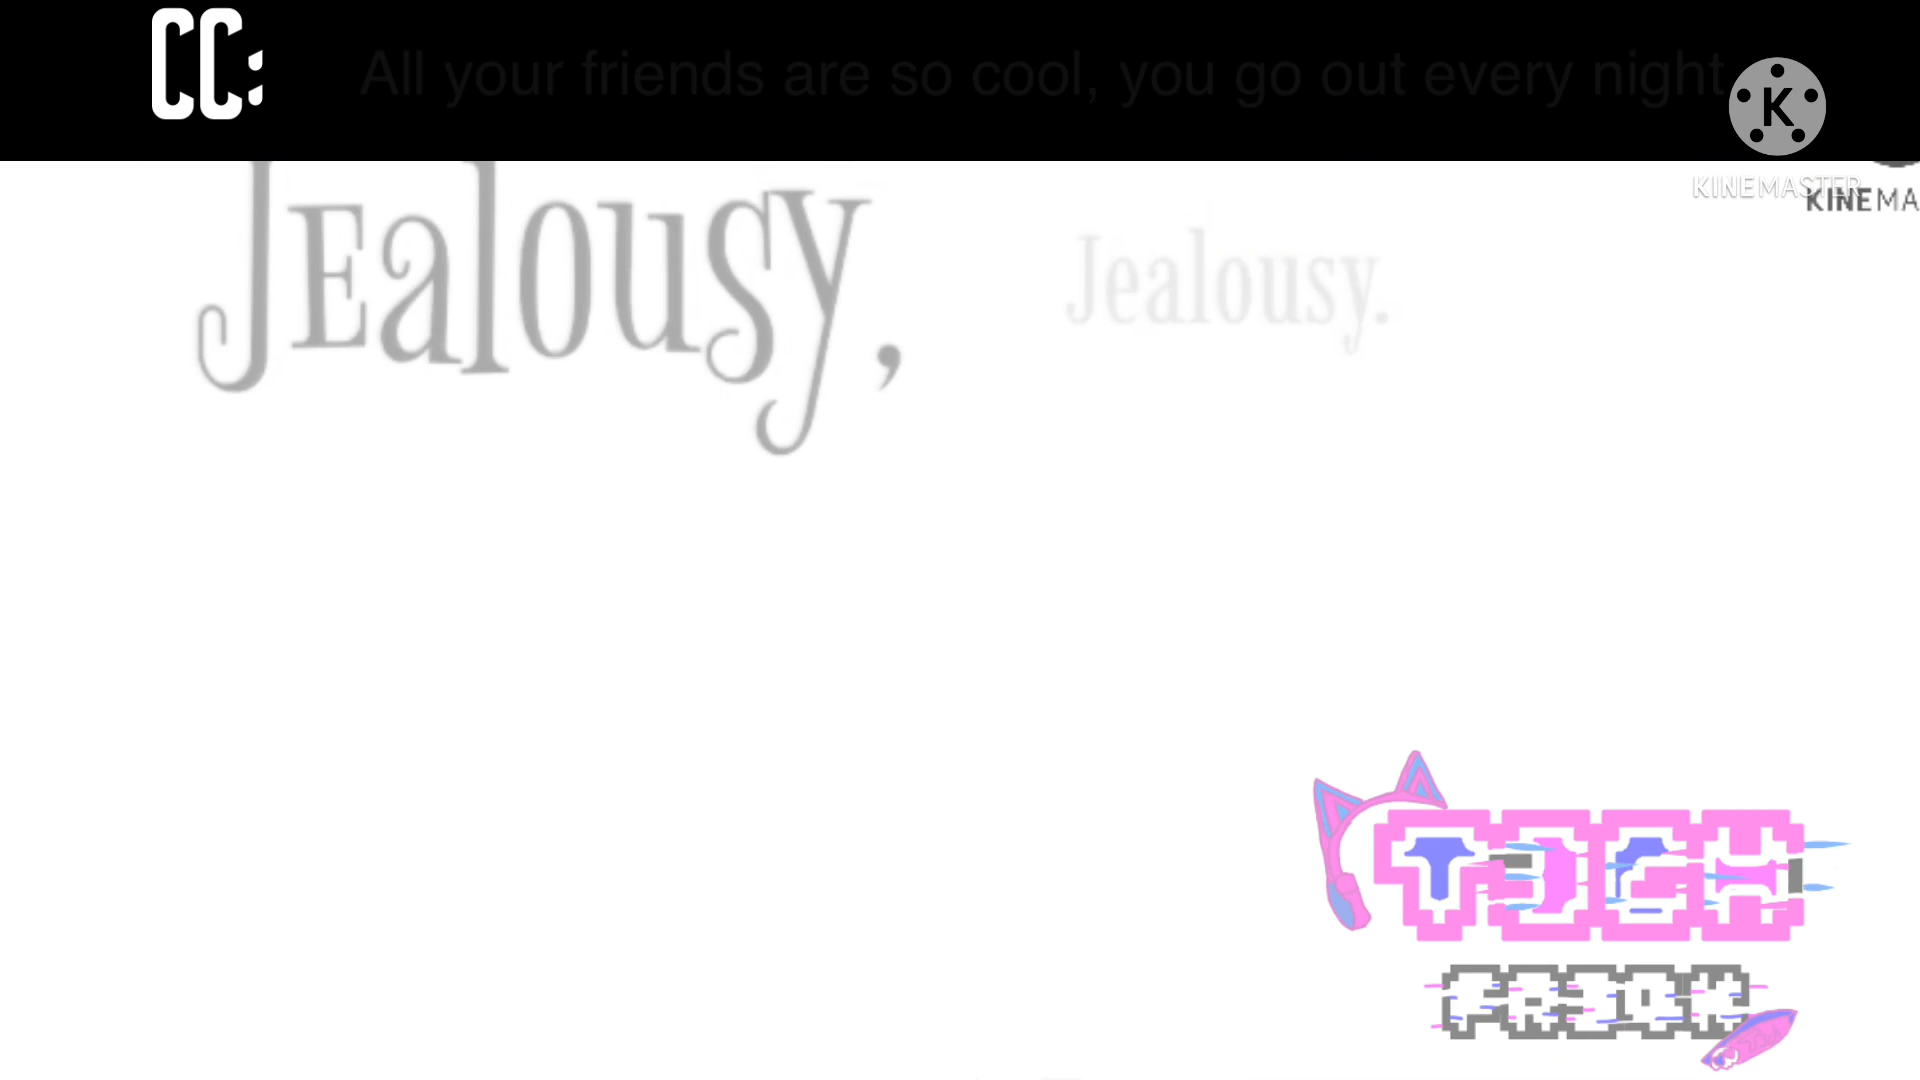 CC:
All your friends are so cool, you go out every night
K
KINEMASTER
KINEMA
Jealousy,
Jealousy.